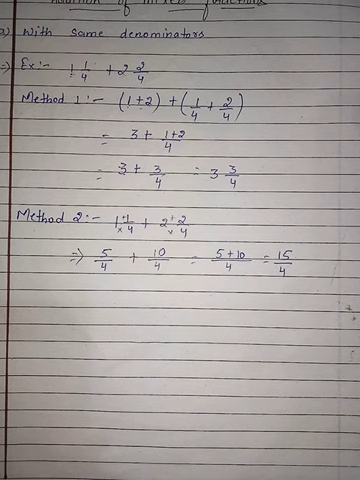 Addition of mixed fractions
a) With same denominators
=> Ex:- 1 1/4 + 2 2/4
Method 1:- (1+2) + (1/4 + 2/4)
= 3 + 1+2/4
= 3 + 3/4 = 3 3/4
Method 2:- 1 +× 1/4 + 2 +× 2/4
=> 5/4 + 10/4 = 5+10/4 = 15/4